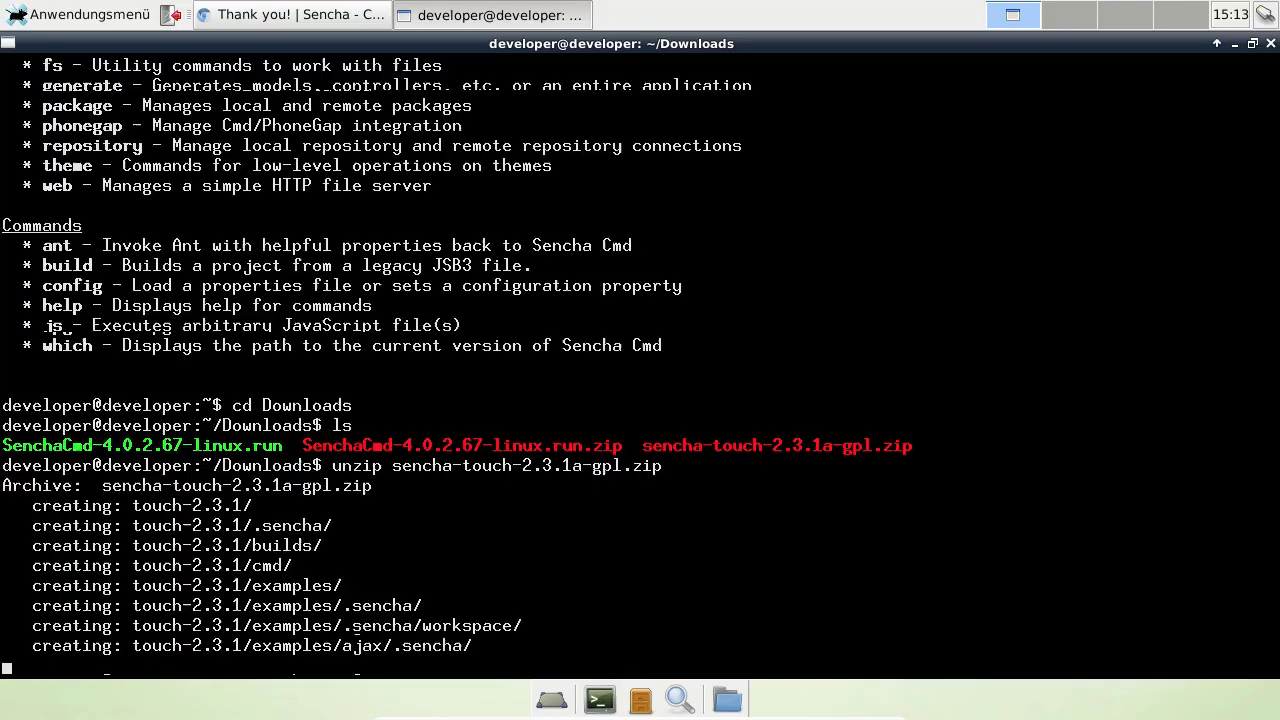 Anwendungsmenü
Thank you! | Sencha - C...
developer@developer: ...
15:13
developer@developer: ~/Downloads
* fs - Utility commands to work with files
* generate - Generates models, controllers, etc. or an entire application
* package - Manages local and remote packages
* phonegap - Manage Cmd/PhoneGap integration
* repository - Manage local repository and remote repository connections
* theme - Commands for low-level operations on themes
* web - Manages a simple HTTP file server
Commands
* ant - Invoke Ant with helpful properties back to Sencha Cmd
* build - Builds a project from a legacy JSB3 file.
* config - Load a properties file or sets a configuration property
* help - Displays help for commands
* js - Executes arbitrary JavaScript file(s)
* which - Displays the path to the current version of Sencha Cmd
developer@developer:~$ cd Downloads
developer@developer:~/Downloads$ ls
SenchaCmd-4.0.2.67-linux.run SenchaCmd-4.0.2.67-linux.run.zip sencha-touch-2.3.1a-gpl.zip
developer@developer:~/Downloads$ unzip sencha-touch-2.3.1a-gpl.zip
Archive: sencha-touch-2.3.1a-gpl.zip
creating: touch-2.3.1/
creating: touch-2.3.1/.sencha/
creating: touch-2.3.1/builds/
creating: touch-2.3.1/cmd/
creating: touch-2.3.1/examples/
creating: touch-2.3.1/examples/.sencha/
creating: touch-2.3.1/examples/.sencha/workspace/
creating: touch-2.3.1/examples/ajax/.sencha/